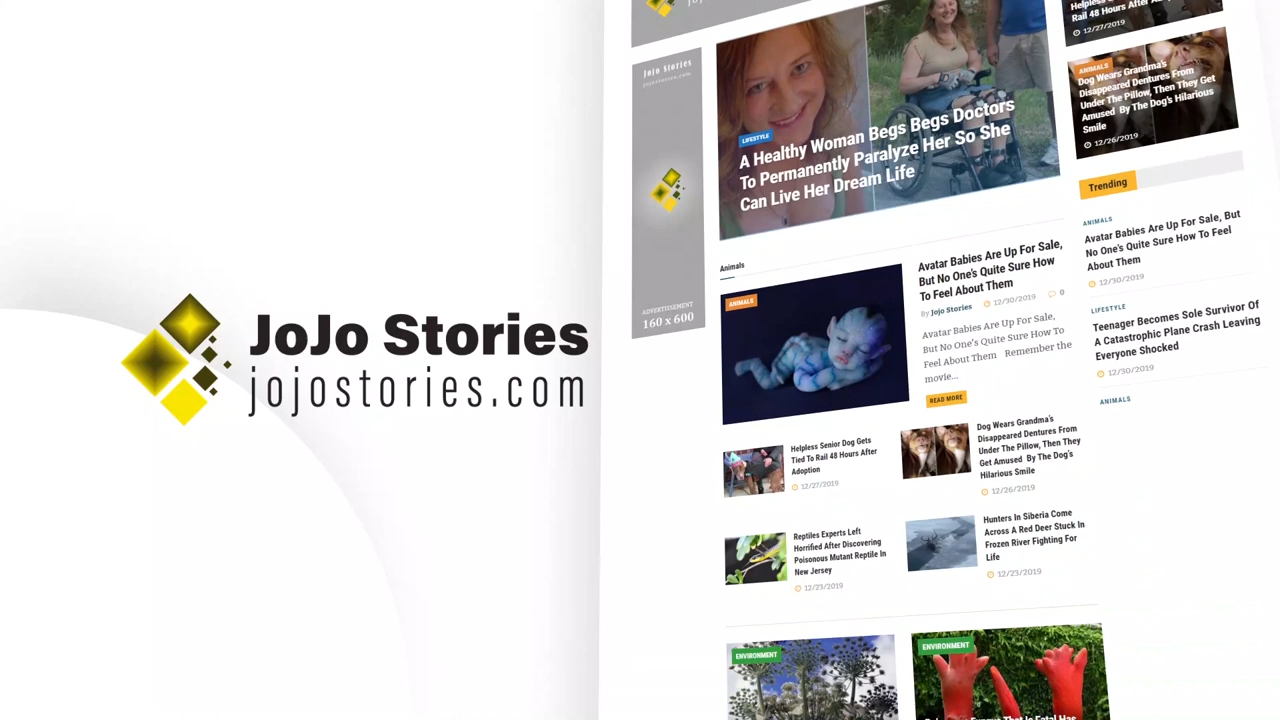 JoJo Stories
jojostories.com
JoJo Stories
jojostories.com
ADVERTISEMENT
160 x 600
LIFESTYLE
A Healthy Woman Begs Begs Doctors
To Permanently Paralyze Her So She
Can Live Her Dream Life
Rail 48 Hours After
12/27/2019
ANIMALS
Dog Wears Grandma's
Disappeared Dentures From
Under The Pillow, Then They Get
Amused By The Dog's Hilarious
Smile
12/26/2019
Trending
ANIMALS
Avatar Babies Are Up For Sale, But
No One's Quite Sure How To Feel
About Them
12/30/2019
LIFESTYLE
Teenager Becomes Sole Survivor Of
A Catastrophic Plane Crash Leaving
Everyone Shocked
12/30/2019
ANIMALS
Animals
ANIMALS
Avatar Babies Are Up For Sale,
But No One's Quite Sure How
To Feel About Them
By Jojo Stories 12/30/2019 0
Avatar Babies Are Up For Sale,
But No One's Quite Sure How To
Feel About Them Remember the
movie...
READ MORE
Helpless Senior Dog Gets
Tied To Rail 48 Hours After
Adoption
12/27/2019
Dog Wears Grandma's
Disappeared Dentures From
Under The Pillow, Then They
Get Amused By The Dog's
Hilarious Smile
12/26/2019
Reptiles Experts Left
Horrified After Discovering
Poisonous Mutant Reptile In
New Jersey
12/23/2019
Hunters In Siberia Come
Across A Red Deer Stuck In
Frozen River Fighting For
Life
12/23/2019
ENVIRONMENT
ENVIRONMENT